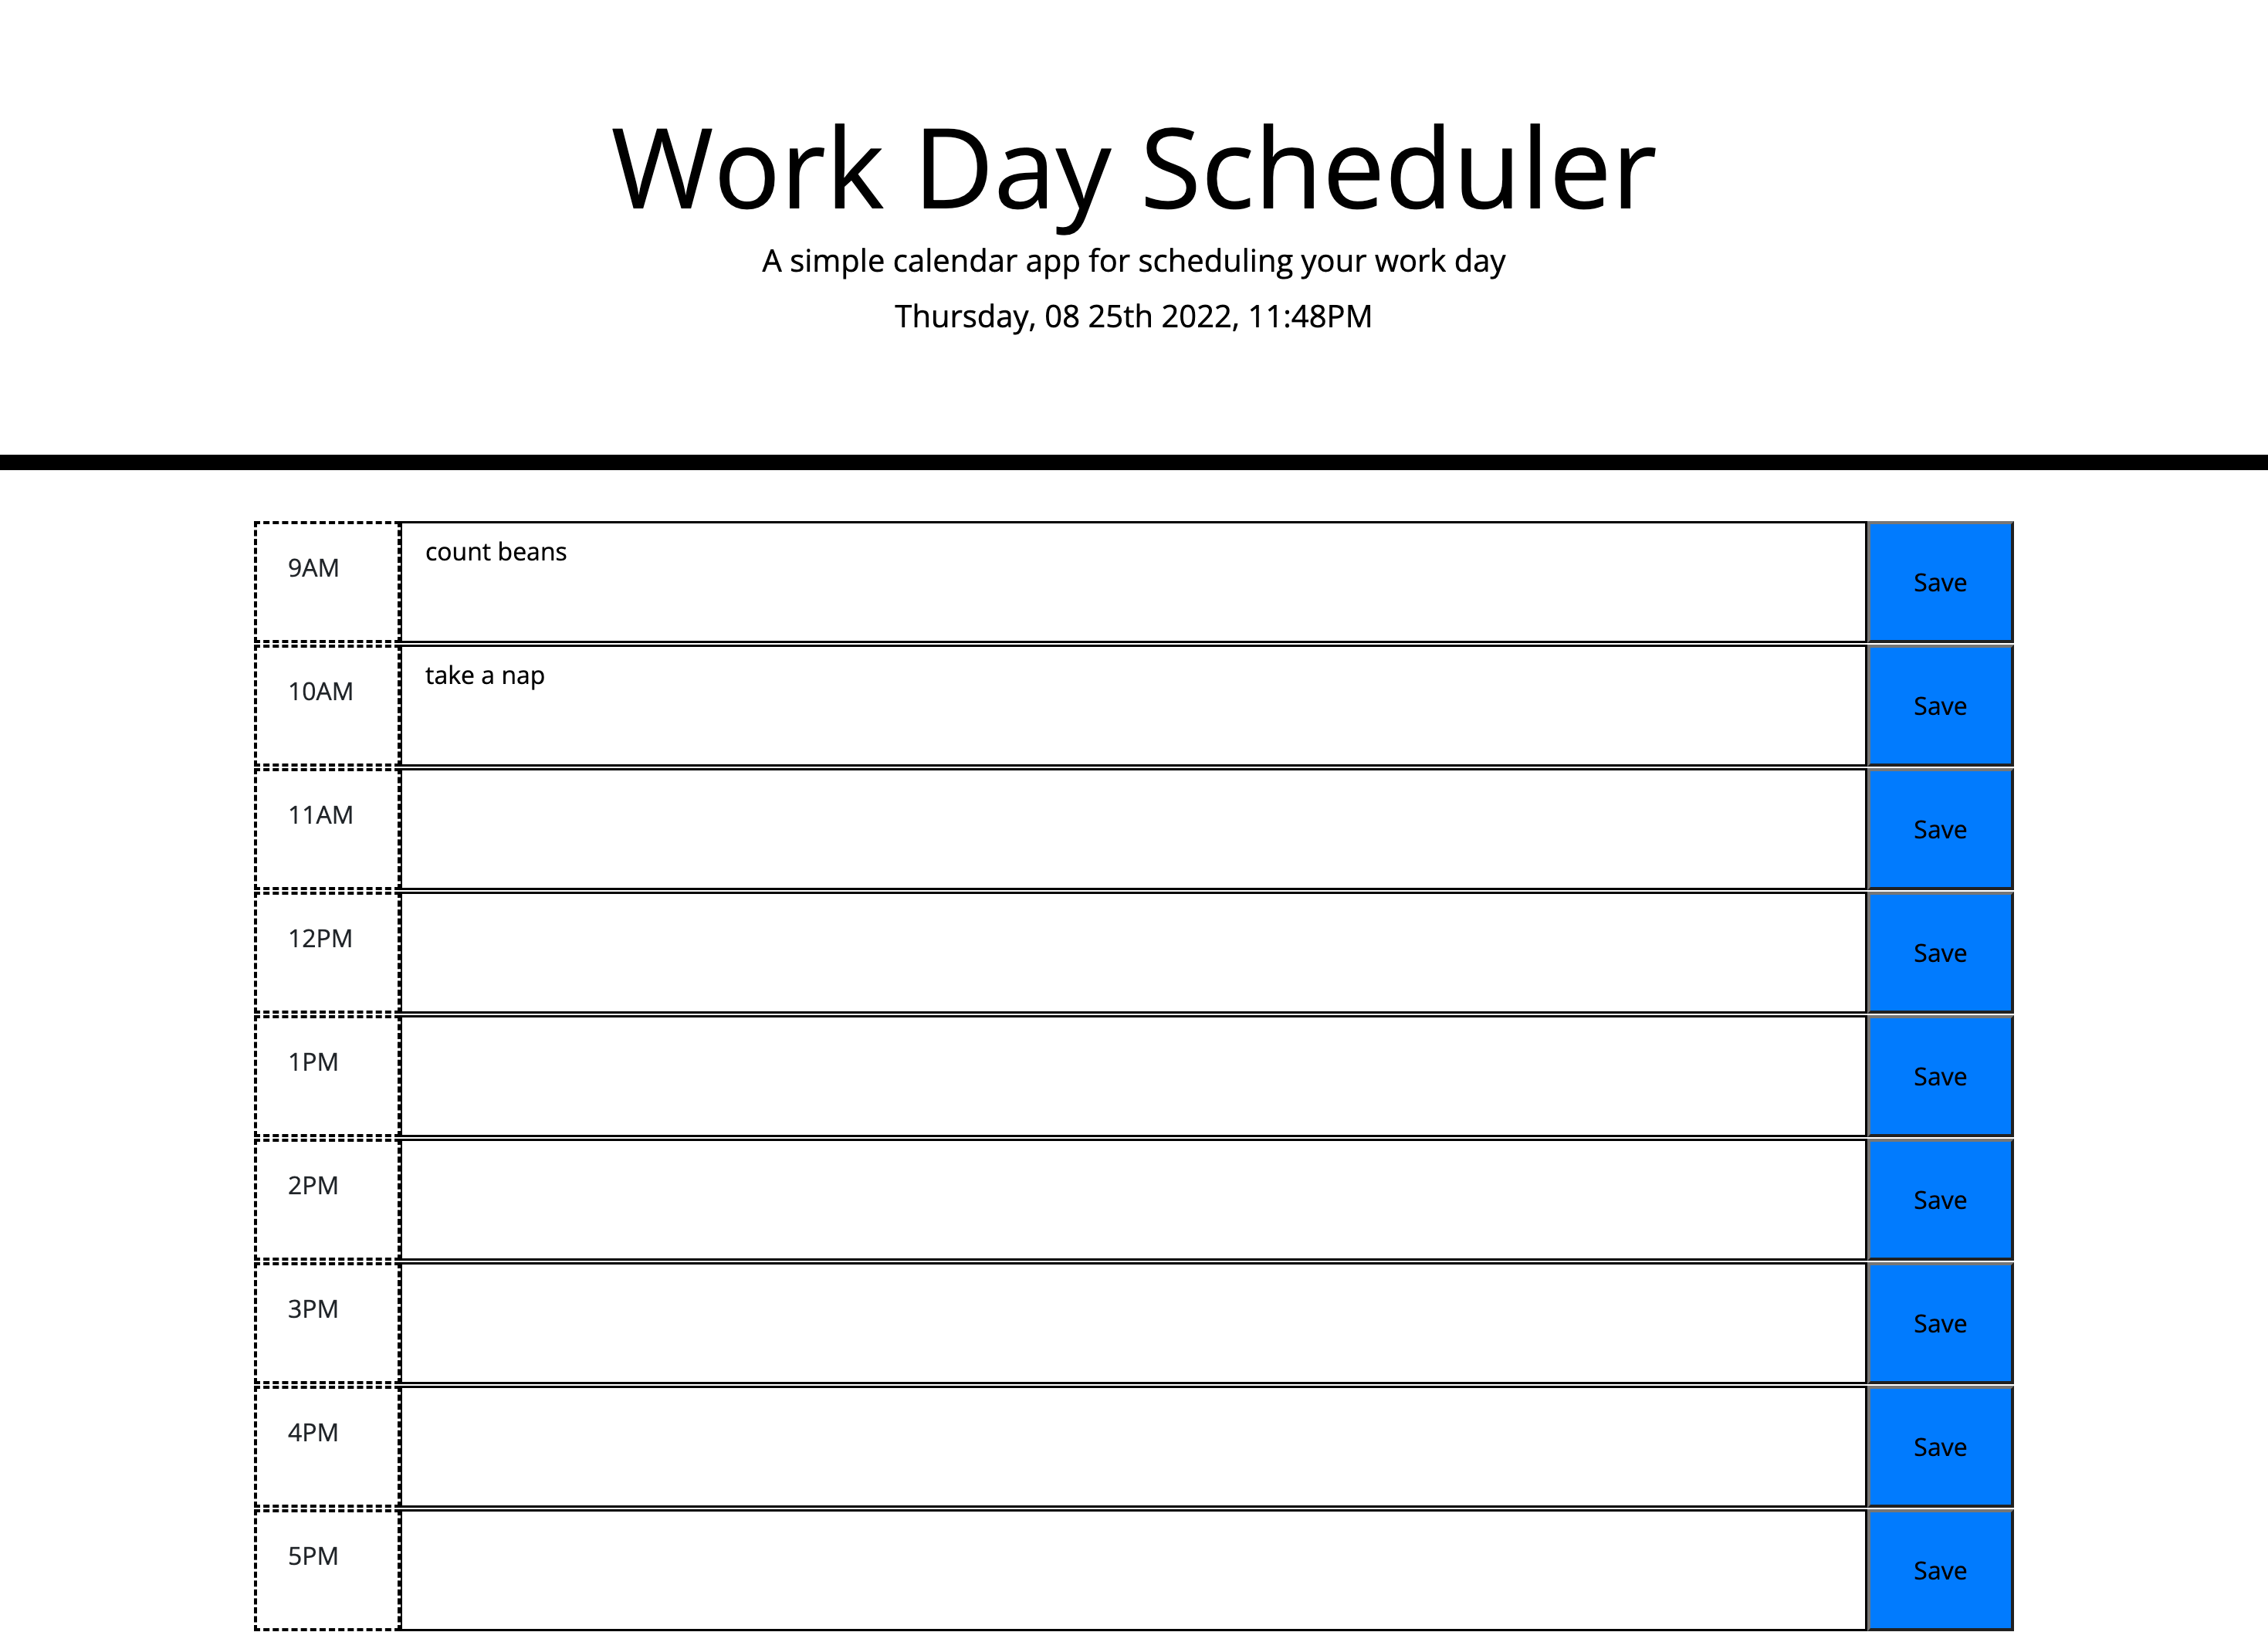 Work Day Scheduler
A simple calendar app for scheduling your work day
Thursday, 08 25th 2022, 11:48PM
9AM count beans Save
10AM take a nap Save
11AM Save
12PM Save
1PM Save
2PM Save
3PM Save
4PM Save
5PM Save